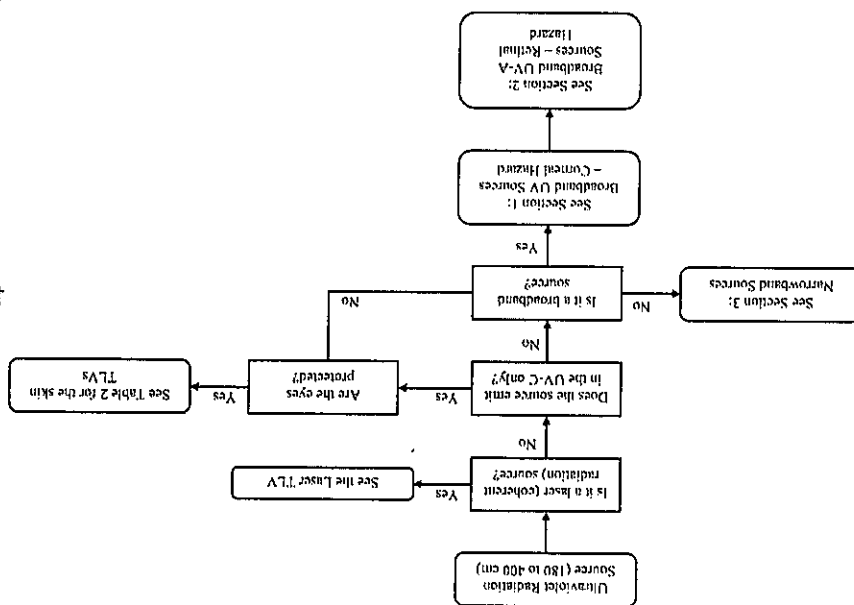 Ultraviolet Radiation
Source (180 to 400 cm)
Is it a laser (coherent
radiation) source?
Yes
See the Laser TLV
No
Does the source emit
in the UV-C only?
Yes
Are the eyes
protected?
Yes
See Table 2 for the skin
TLVs
No
No
Is it a broadband
source?
No
See Section 3:
Narrowband Sources
Yes
See Section 1:
Broadband UV Sources
– Corneal Hazard
See Section 2:
Broadband UV-A
Sources – Retinal
Hazard